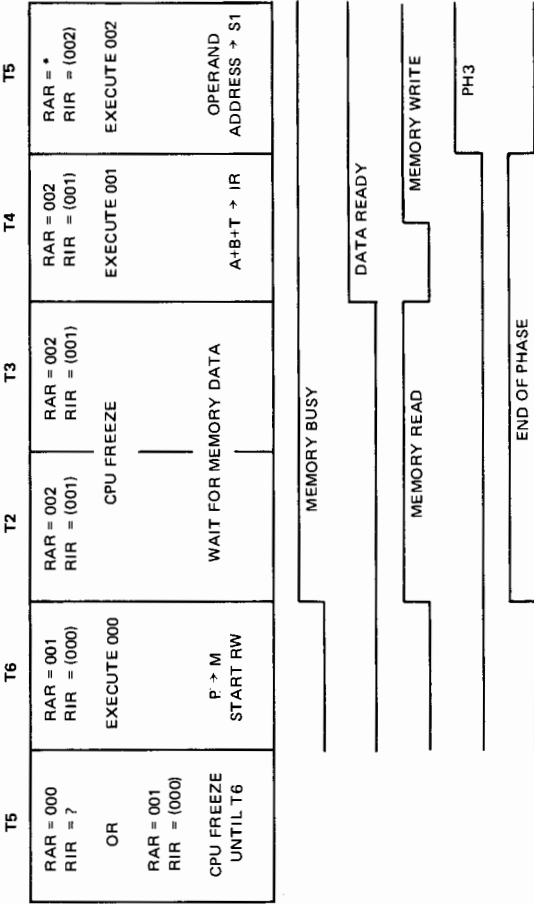 T5
RAR = 000
RIR = ?
OR
RAR = 001
RIR = (000)
CPU FREEZE
UNTIL T6
T6
RAR = 001
RIR = (000)
EXECUTE 000
P → M
START RW
T2
RAR = 002
RIR = (001)
T3
RAR = 002
RIR = (001)
CPU FREEZE
WAIT FOR MEMORY DATA
T4
RAR = 002
RIR = (001)
EXECUTE 001
A+B+T → IR
T5
RAR = *
RIR = (002)
EXECUTE 002
OPERAND
ADDRESS → S1
MEMORY BUSY
DATA READY
MEMORY READ
MEMORY WRITE
PH3
END OF PHASE